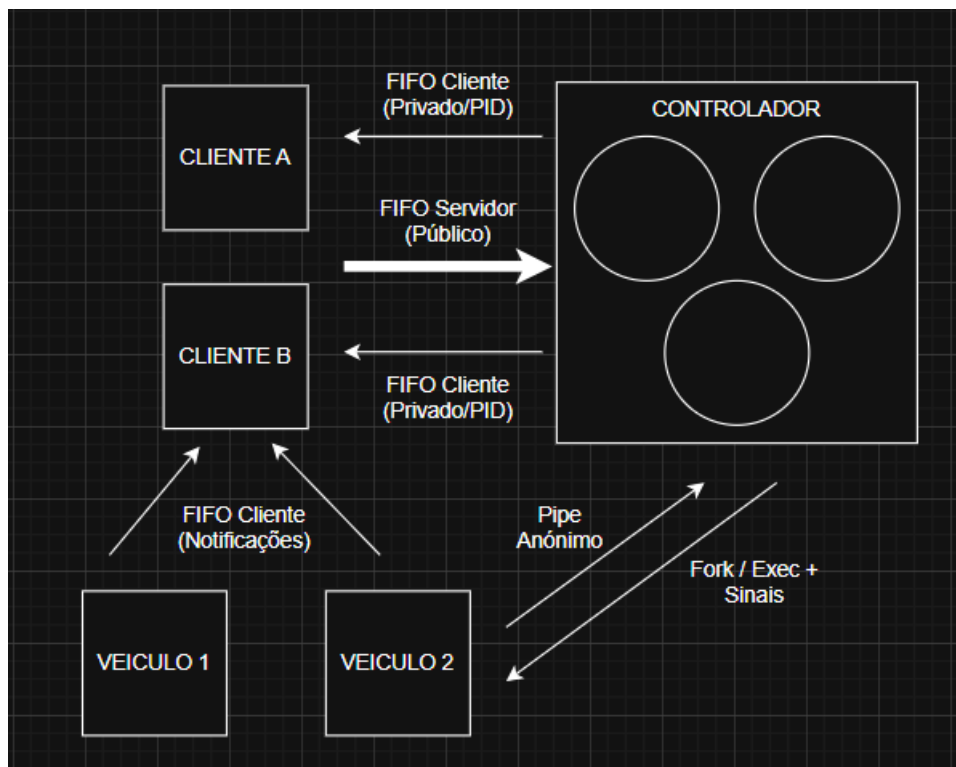 FIFO Cliente
(Privado/PID)
CONTROLADOR
CLIENTE A
FIFO Servidor
(Público)
CLIENTE B
FIFO Cliente
(Privado/PID)
FIFO Cliente
(Notificações)
Pipe
Anónimo
Fork / Exec +
Sinais
VEICULO 1
VEICULO 2